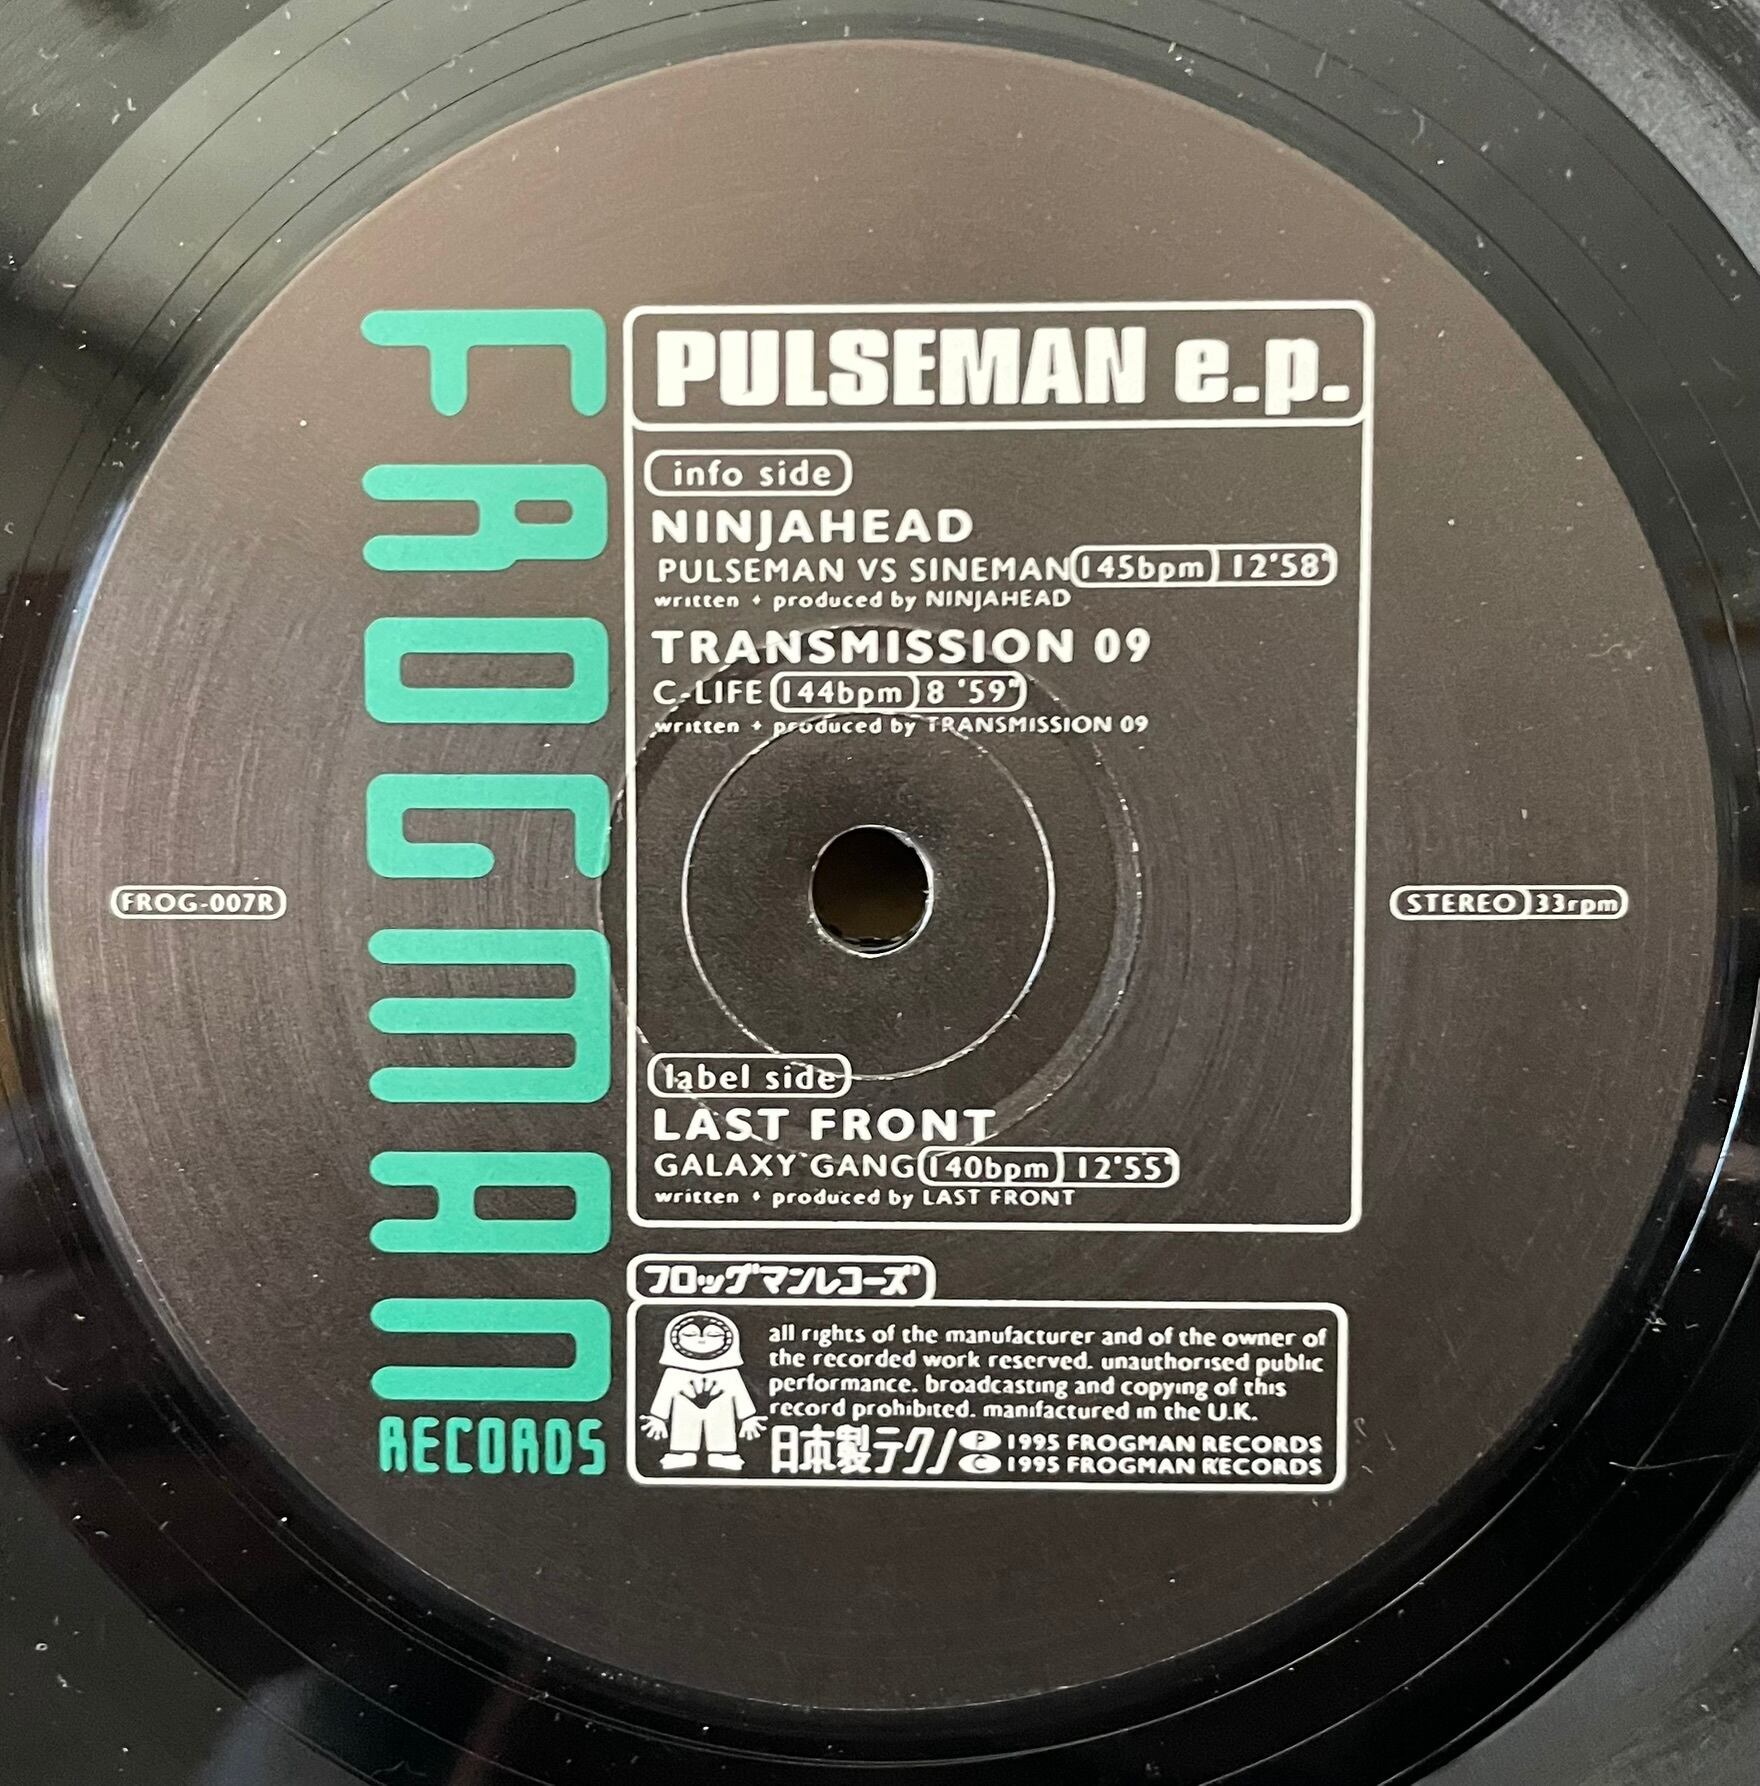 FROGMAN
RECORDS
PULSEMAN e.p.
info side
NINJAHEAD
PULSEMAN VS SINEMAN 145bpm 12'58"
written + produced by NINJAHEAD
TRANSMISSION 09
C-LIFE 144bpm 8'59"
written + produced by TRANSMISSION 09
FROG-007R
STEREO 33rpm
label side
LAST FRONT
GALAXY GANG 140bpm 12'55"
written + produced by LAST FRONT
フロッグマンレコーズ
all rights of the manufacturer and of the owner of
the recorded work reserved. unauthorised public
performance. broadcasting and copying of this
record prohibited. manifactured in the U.K.
日本製テクノ Ⓟ 1995 FROGMAN RECORDS
© 1995 FROGMAN RECORDS